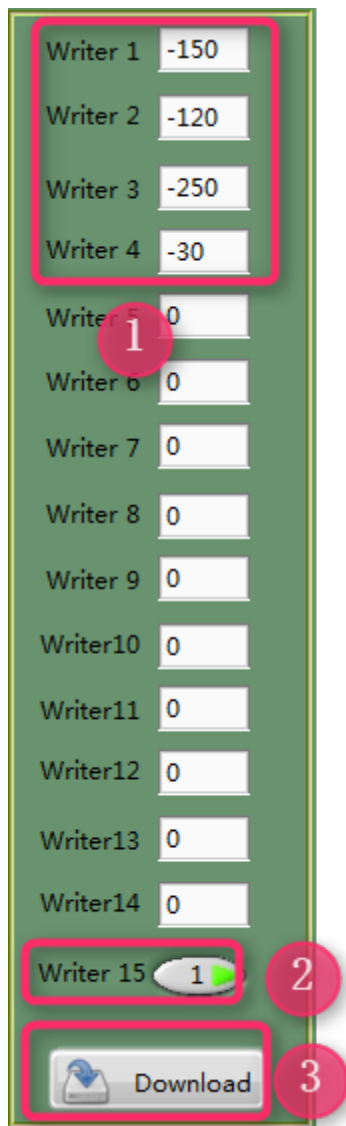 Writer 1 -150
Writer 2 -120
Writer 3 -250
Writer 4 -30
Writer 5 0
1
Writer 6 0
Writer 7 0
Writer 8 0
Writer 9 0
Writer10 0
Writer11 0
Writer12 0
Writer13 0
Writer14 0
Writer 15 1 2
Download 3